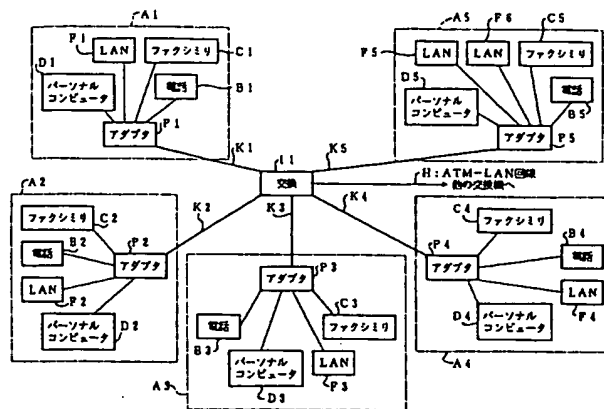 A1
F1
LAN
ファクシミリ
C1
D1
電話
B1
パーソナル
コンピュータ
アダプタ
P1
K1
A5
F6
C5
F5
LAN
LAN
ファクシミリ
D5
電話
B5
パーソナル
コンピュータ
アダプタ
P5
K5
I1
交換
H:ATM-LAN回線
他の交換機へ
K2
K3
K4
A2
ファクシミリ
C2
B2
電話
P2
アダプタ
LAN
F2
パーソナル
コンピュータ
D2
P3
アダプタ
C3
電話
ファクシミリ
B3
パーソナル
コンピュータ
LAN
F3
D3
A3
C4
ファクシミリ
B4
P4
電話
アダプタ
LAN
D4
パーソナル
コンピュータ
F4
A4